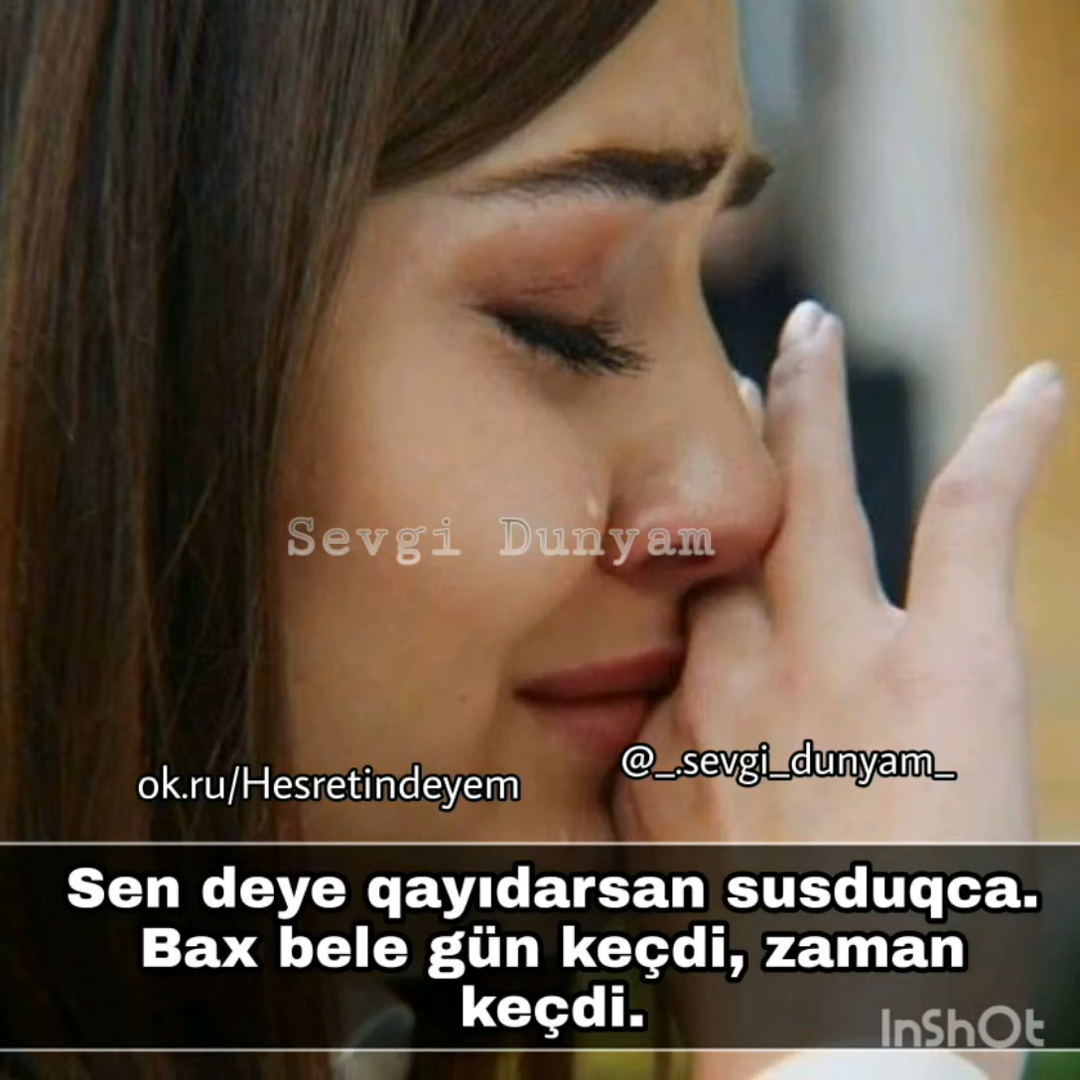 Sevgi Dunyam
ok.ru/Hesretindeyem
@_.sevgi_dunyam_
Sen deye qayıdarsan susduqca.
Bax bele gün keçdi, zaman
keçdi.
InShOt